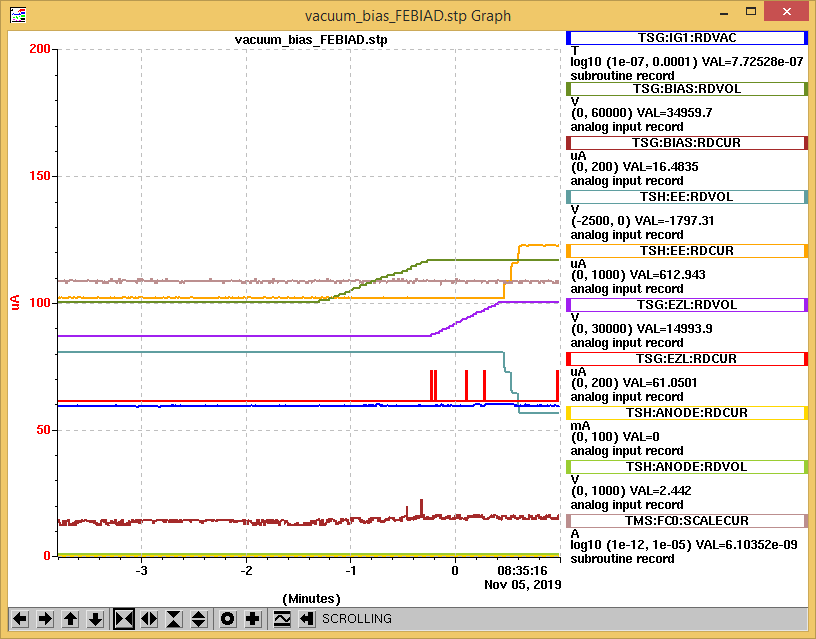 vacuum_bias_FEBIAD.stp Graph
vacuum_bias_FEBIAD.stp
200
150
100
50
0
uA
-3
-2
-1
0
08:35:16
Nov 05, 2019
(Minutes)
TSG:IG1:RDVAC
T
log10 (1e-07, 0.0001) VAL=7.72528e-07
subroutine record
TSG:BIAS:RDVOL
V
(0, 60000) VAL=34959.7
analog input record
TSG:BIAS:RDCUR
uA
(0, 200) VAL=16.4835
analog input record
TSH:EE:RDVOL
V
(-2500, 0) VAL=-1797.31
analog input record
TSH:EE:RDCUR
uA
(0, 1000) VAL=612.943
analog input record
TSG:EZL:RDVOL
V
(0, 30000) VAL=14993.9
analog input record
TSG:EZL:RDCUR
uA
(0, 200) VAL=61.0501
analog input record
TSH:ANODE:RDCUR
mA
(0, 100) VAL=0
analog input record
TSH:ANODE:RDVOL
V
(0, 1000) VAL=2.442
analog input record
TMS:FC0:SCALECUR
A
log10 (1e-12, 1e-05) VAL=6.10352e-09
subroutine record
SCROLLING